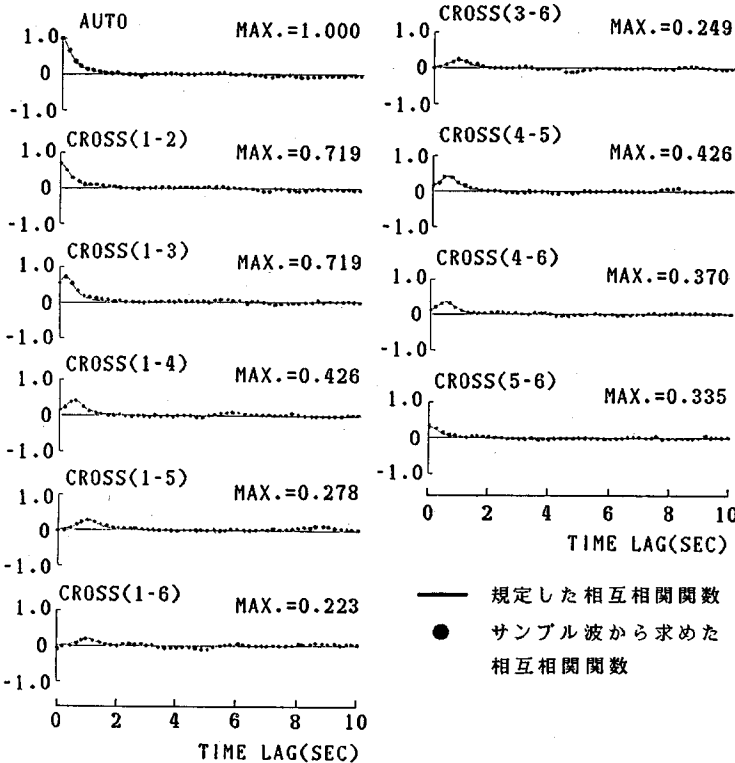 AUTO MAX.=1.000
1.0
0
-1.0
CROSS(1-2) MAX.=0.719
1.0
0
-1.0
CROSS(1-3) MAX.=0.719
1.0
0
-1.0
CROSS(1-4) MAX.=0.426
1.0
0
-1.0
CROSS(1-5) MAX.=0.278
1.0
0
-1.0
CROSS(1-6) MAX.=0.223
1.0
0
-1.0
0 2 4 6 8 10
TIME LAG(SEC)
CROSS(3-6) MAX.=0.249
1.0
0
-1.0
CROSS(4-5) MAX.=0.426
1.0
0
-1.0
CROSS(4-6) MAX.=0.370
1.0
0
-1.0
CROSS(5-6) MAX.=0.335
1.0
0
-1.0
0 2 4 6 8 10
TIME LAG(SEC)
規定した相互相関関数
サンプル波から求めた
相互相関関数